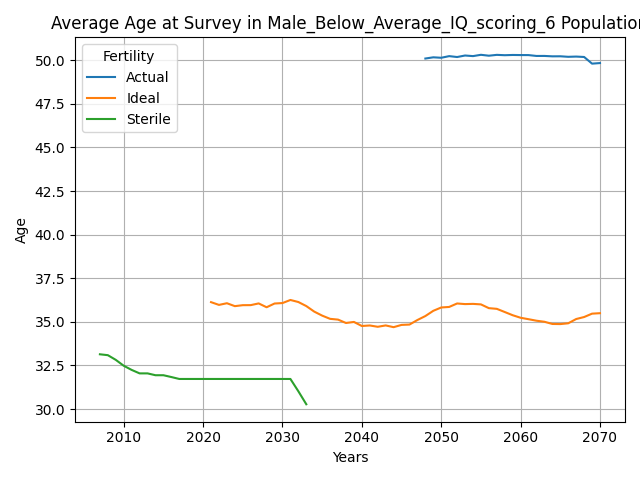 Average Age at Survey in Male_Below_Average_IQ_scoring_6 Population
Fertility
Actual
Ideal
Sterile
Age
50.0
47.5
45.0
42.5
40.0
37.5
35.0
32.5
30.0
2010 2020 2030 2040 2050 2060 2070
Years